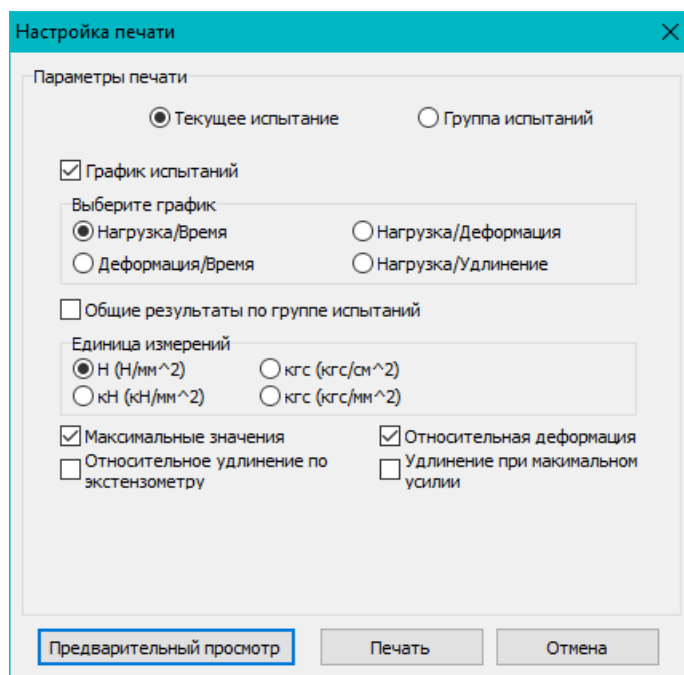 Настройка печати
Параметры печати
Текущее испытание
Группа испытаний
График испытаний
Выберите график
Нагрузка/Время
Нагрузка/Деформация
Деформация/Время
Нагрузка/Удлинение
Общие результаты по группе испытаний
Единица измерений
Н (Н/мм^2)
кгс (кгс/см^2)
кН (кН/мм^2)
кгс (кгс/мм^2)
Максимальные значения
Относительная деформация
Относительное удлинение по
экстензометру
Удлинение при макимальном
усилии
Предварительный просмотр
Печать
Отмена